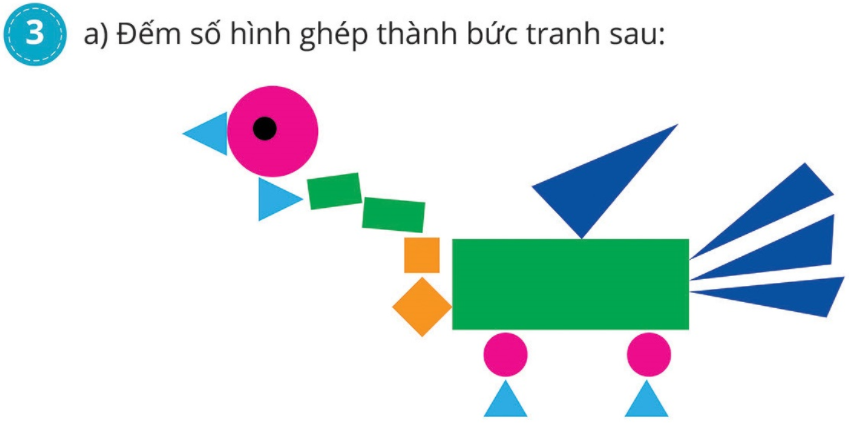 3 a) Đếm số hình ghép thành bức tranh sau: